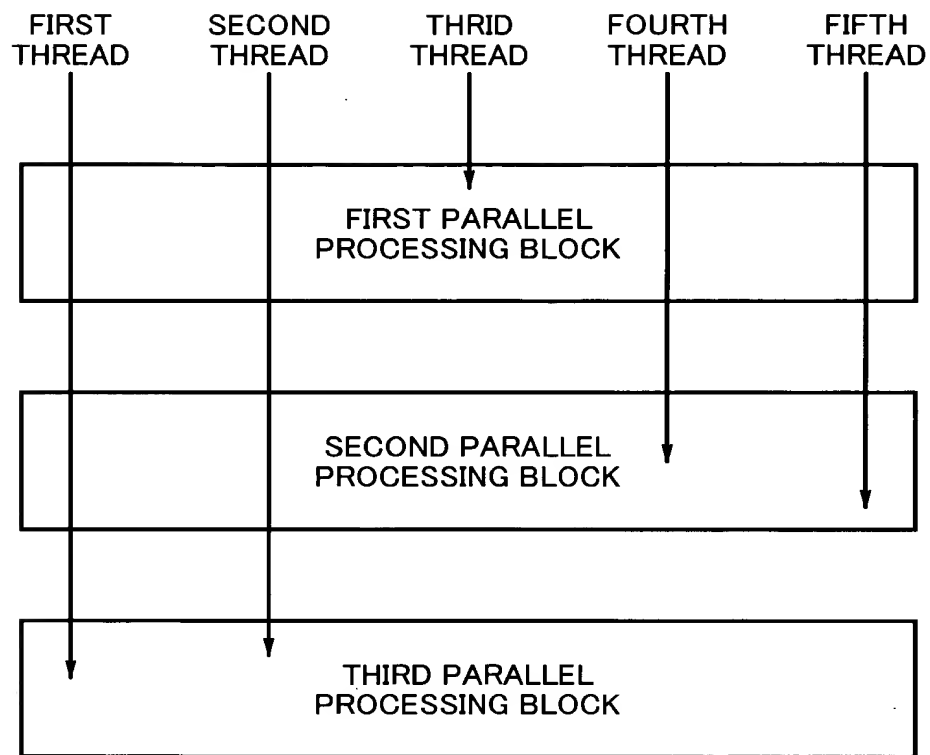 FIRST THREAD
SECOND THREAD
THRID THREAD
FOURTH THREAD
FIFTH THREAD
FIRST PARALLEL
PROCESSING BLOCK
SECOND PARALLEL
PROCESSING BLOCK
THIRD PARALLEL
PROCESSING BLOCK